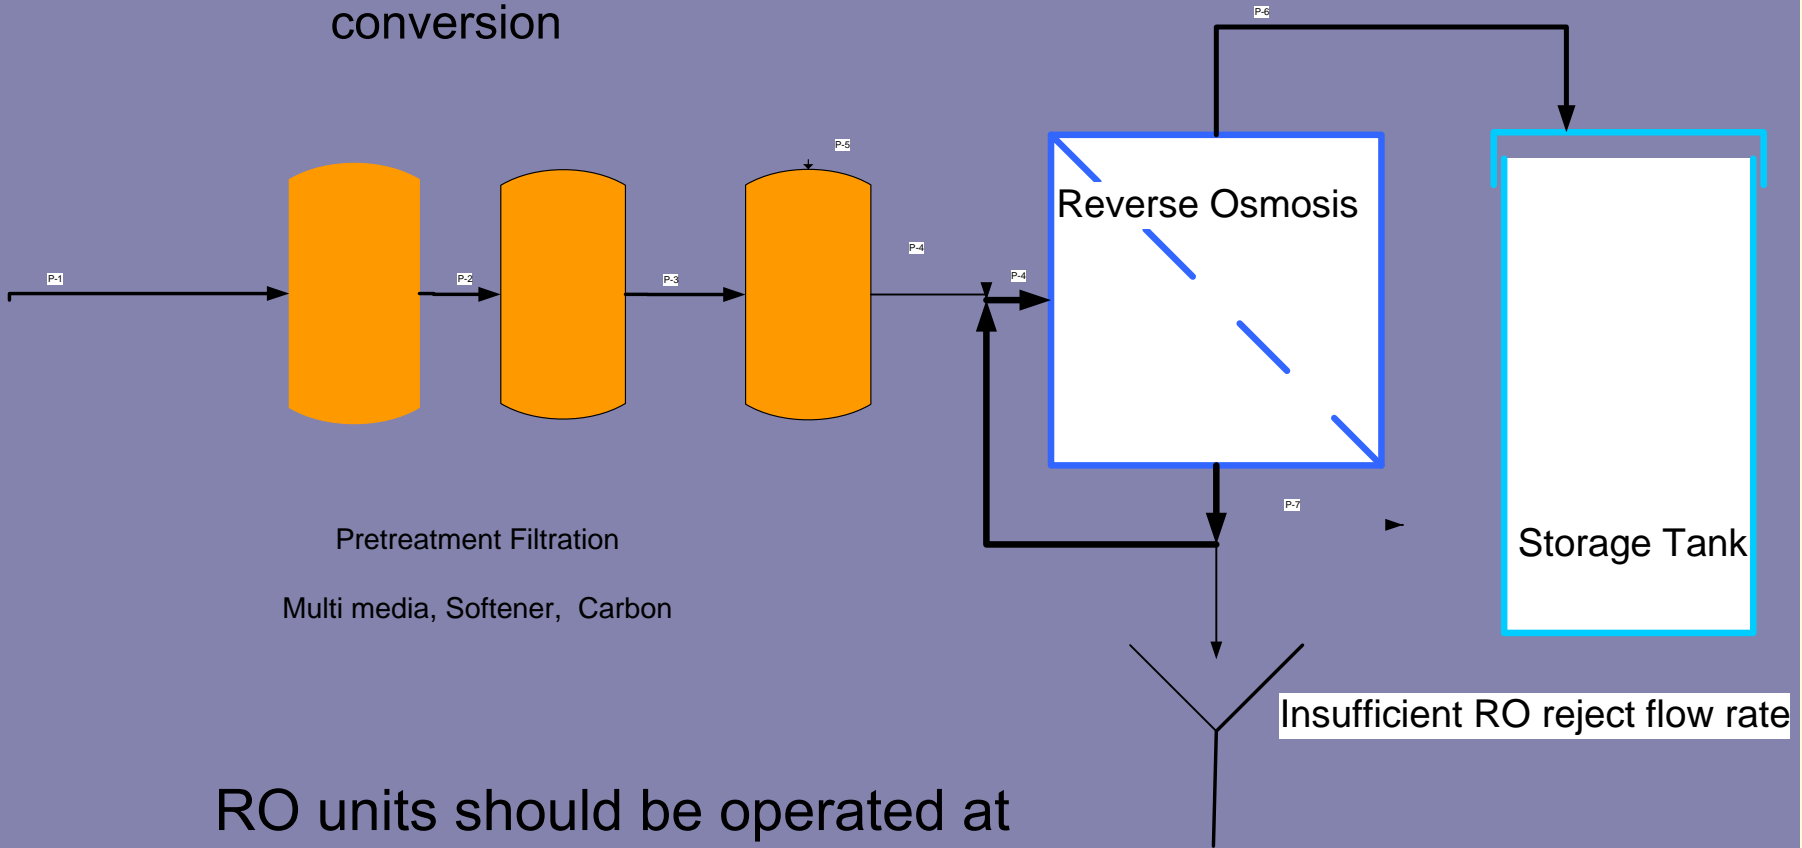 conversion
P-6
P-5
Reverse Osmosis
P-4
P-1
P-2
P-3
P-4
P-7
Pretreatment Filtration
Storage Tank
Multi media, Softener,  Carbon
Insufficient RO reject flow rate
RO units should be operated at